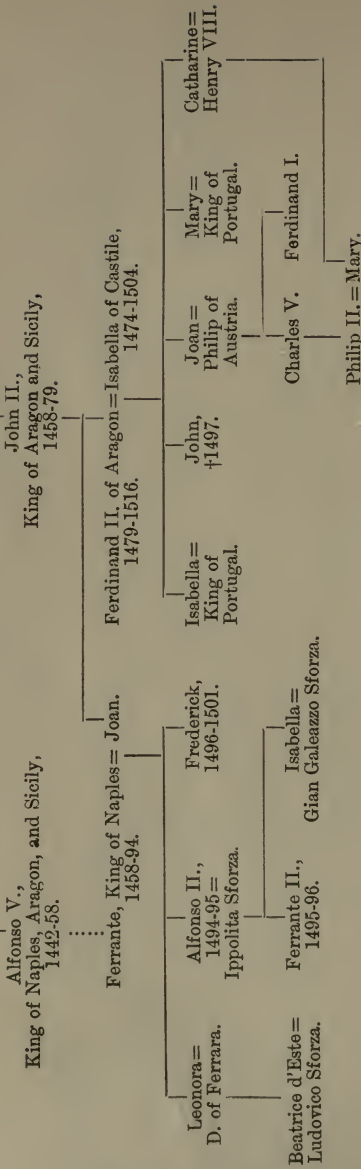 Alfonso V.,
King of Naples, Aragon, and Sicily,
1442-58.
John II.,
King of Aragon and Sicily,
1458-79.
Ferrante, King of Naples = Joan.
1458-94.
Ferdinand II. of Aragon = Isabella of Castile,
1479-1516. 1474-1504.
Leonora =
D. of Ferrara.
Alfonso II.,
1494-95 =
Ippolita Sforza.
Frederick,
1496-1501.
Isabella =
King of
Portugal.
John,
†1497.
Joan =
Philip of
Austria.
Mary =
King of
Portugal.
Catharine =
Henry VIII.
Beatrice d'Este =
Ludovico Sforza.
Ferrante II.,
1495-96.
Isabella =
Gian Galeazzo Sforza.
Charles V.
Ferdinand I.
Philip II. = Mary.